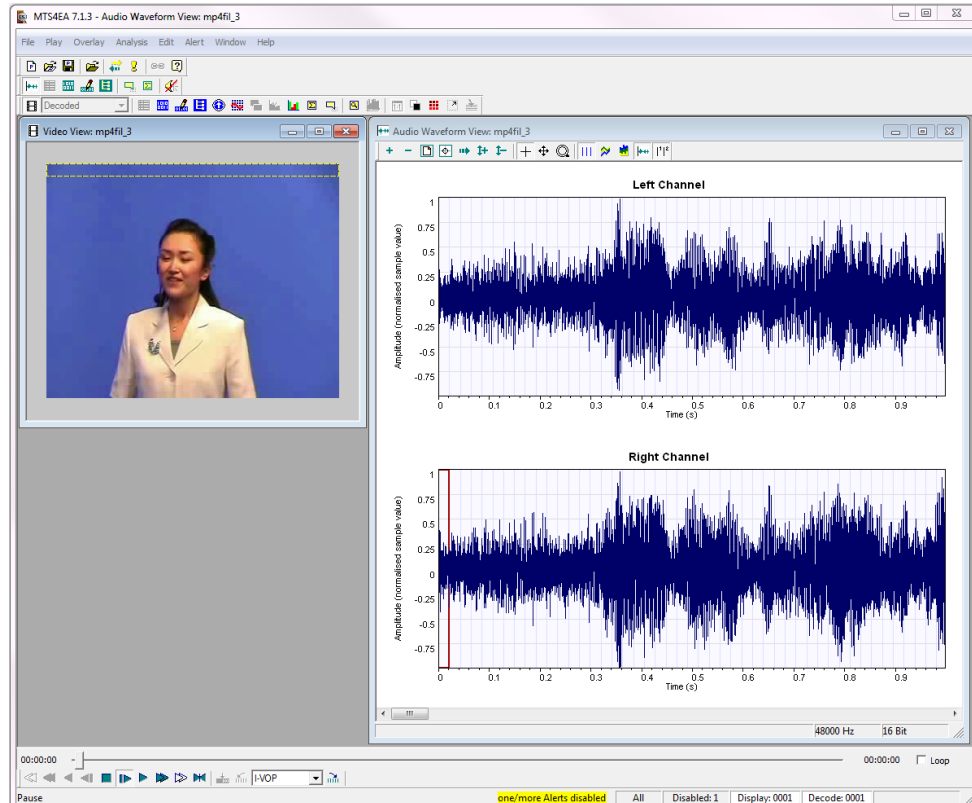 MTS4EA 7.1.3 - Audio Waveform View: mp4fil_3
File Play Overlay Analysis Edit Alert Window Help
Decoded
Video View: mp4fil_3
Audio Waveform View: mp4fil_3
Left Channel
Amplitude (normalised sample value)
1
0.75
0.5
0.25
0
-0.25
-0.5
-0.75
0 0.1 0.2 0.3 0.4 0.5 0.6 0.7 0.8 0.9
Time (s)
Right Channel
Amplitude (normalised sample value)
1
0.75
0.5
0.25
0
-0.25
-0.5
-0.75
0 0.1 0.2 0.3 0.4 0.5 0.6 0.7 0.8 0.9
Time (s)
48000 Hz 16 Bit
00:00:00 00:00:00 Loop
I-VOP
Pause one/more Alerts disabled All Disabled: 1 Display: 0001 Decode: 0001